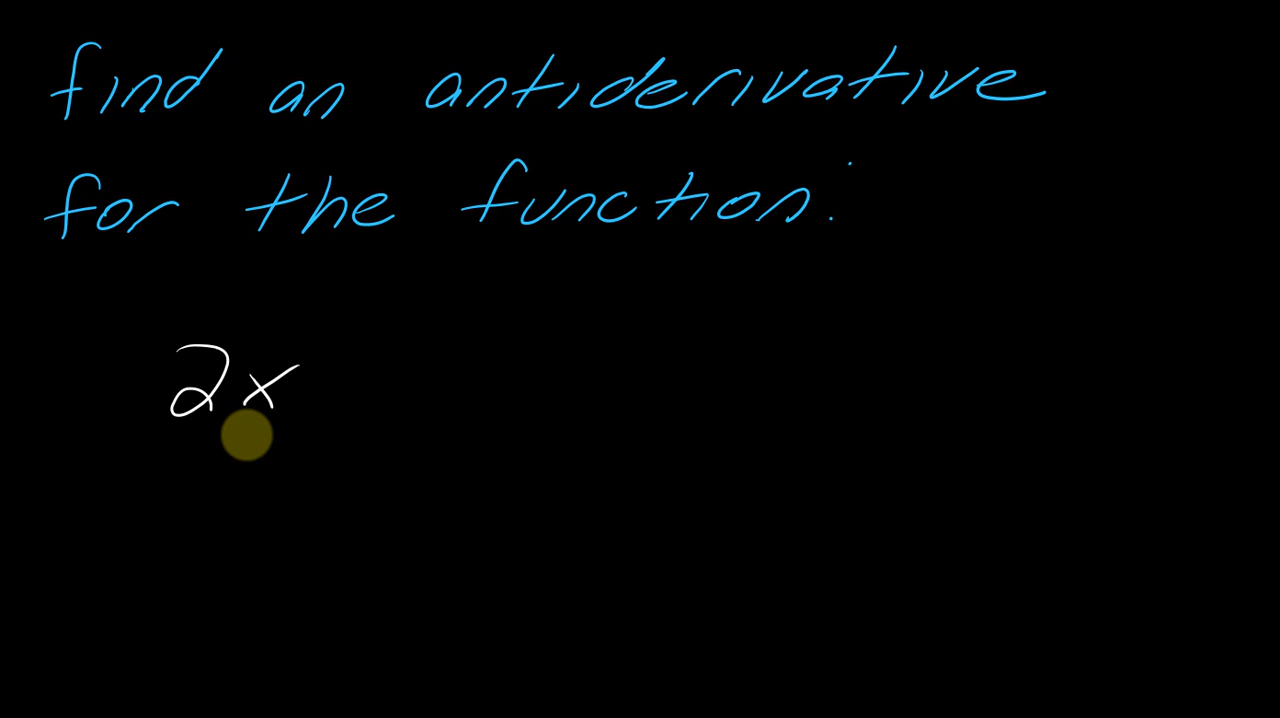 find an antiderivative
for the function:
2x